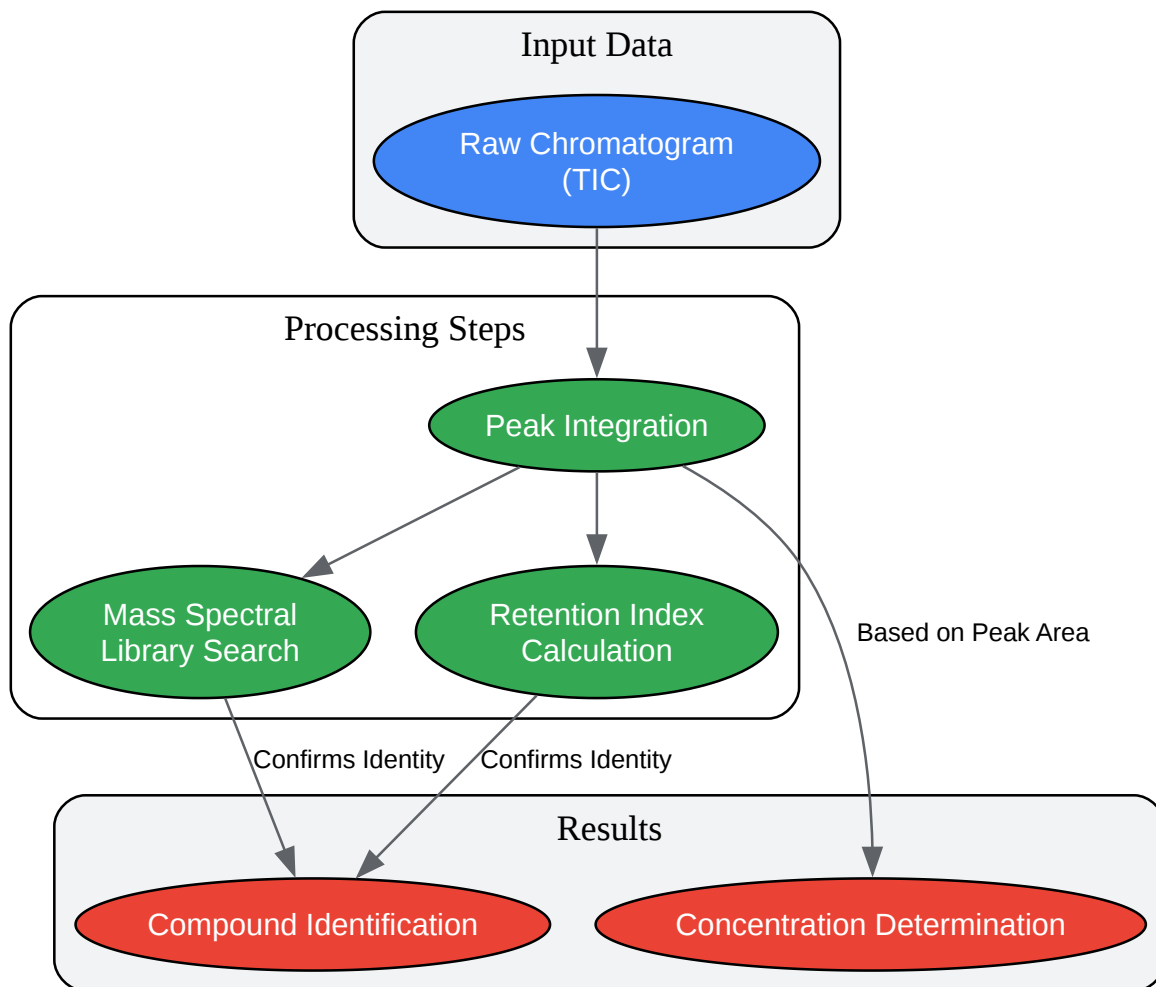 Input Data
Raw Chromatogram
(TIC)
Processing Steps
Peak Integration
Mass Spectral
Library Search
Retention Index
Calculation
Based on Peak Area
Confirms Identity
Confirms Identity
Results
Compound Identification
Concentration Determination